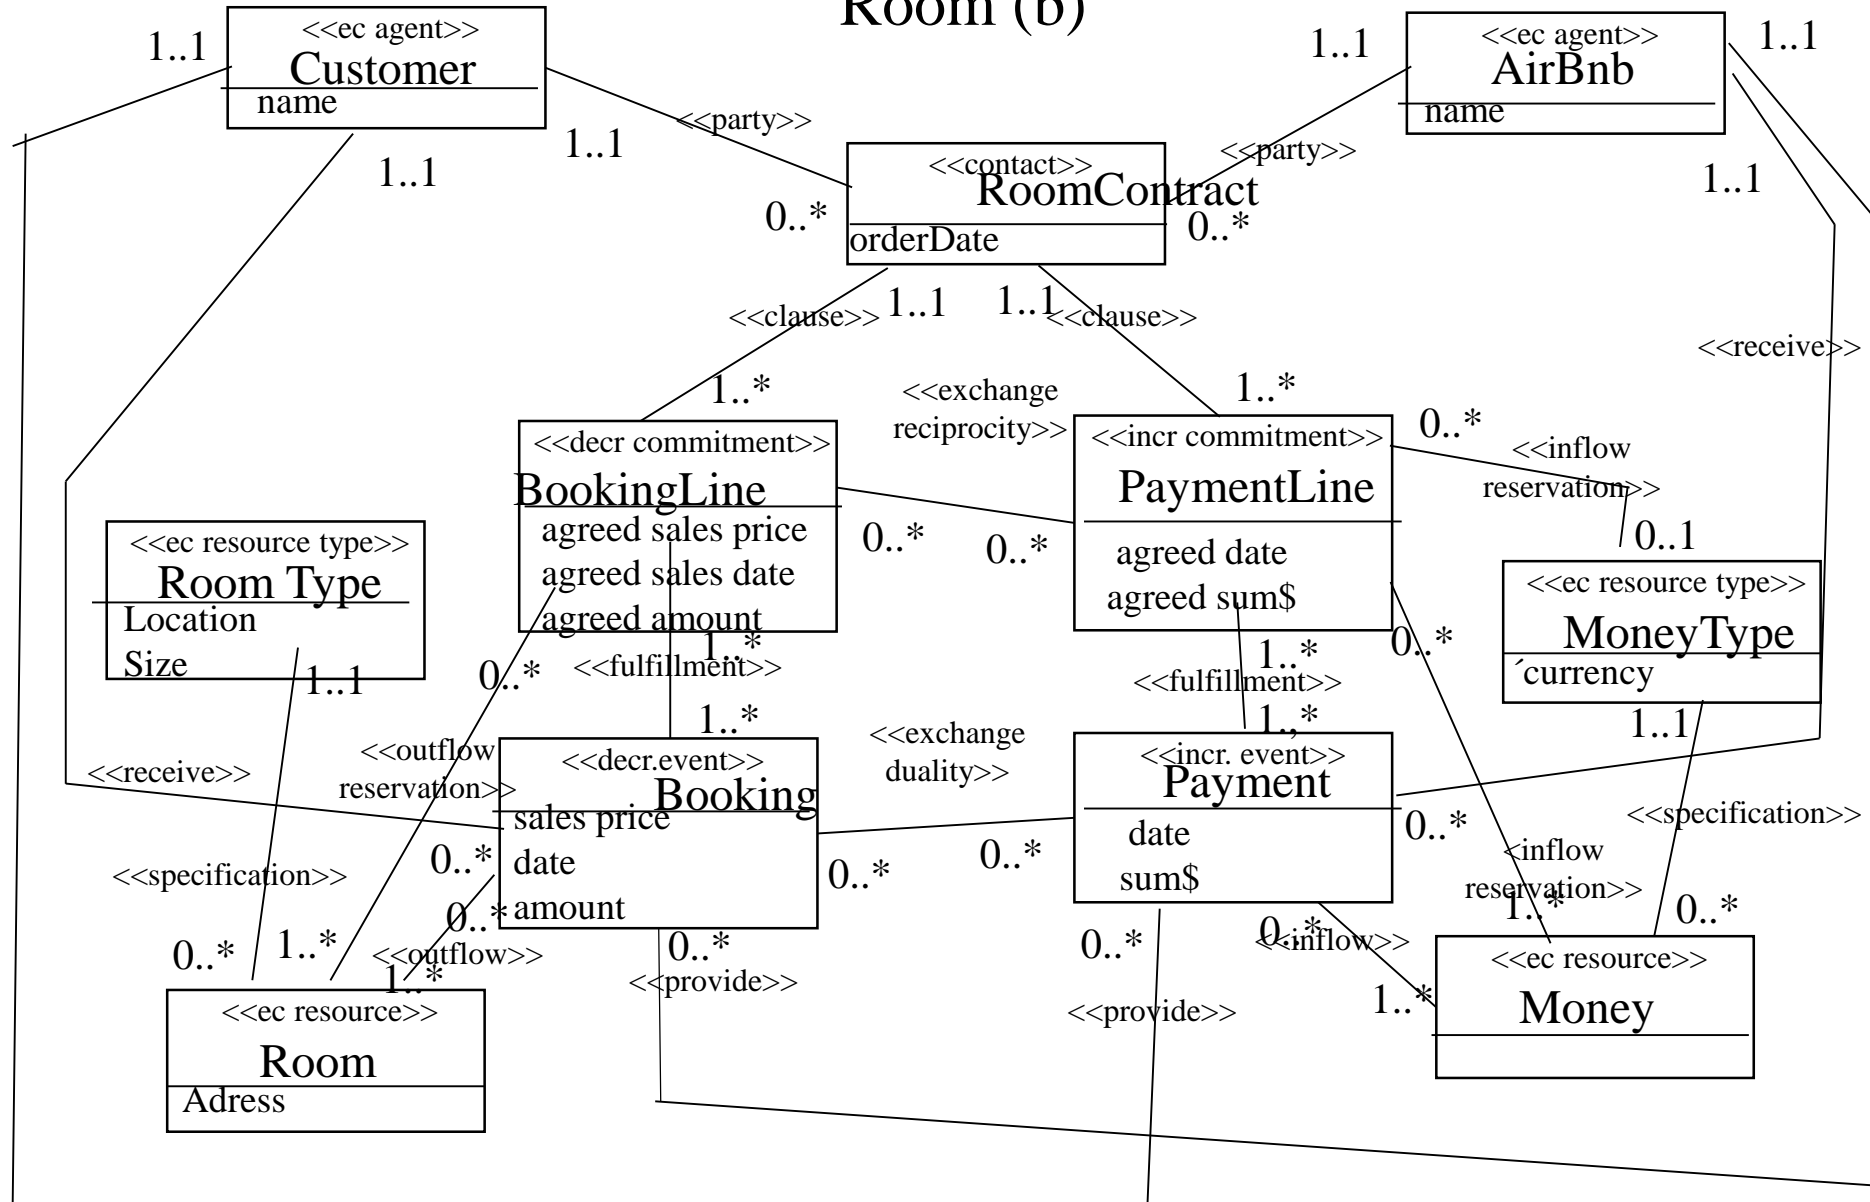 Room (b)
<<ec agent>>
Customer
name
1..1
1..1
1..1
<<party>>
0..*
<<contact>>
RoomContract
orderDate
<<party>>
0..*
1..1
<<ec agent>>
AirBnb
name
1..1
1..1
<<clause>>
1..1
1..1
<<clause>>
<<receive>>
1..*
<<exchange
reciprocity>>
1..*
<<decr commitment>>
BookingLine
agreed sales price
agreed sales date
agreed amount
0..*
0..*
<<incr commitment>>
PaymentLine
agreed date
agreed sum$
0..*
<<inflow
reservation>>
0..1
<<ec resource type>>
Room Type
Location
Size
1..1
<<ec resource type>>
MoneyType
´currency
1..1
0..*
1..*
<<fulfillment>>
1..*
1..*
<<fulfillment>>
1..*
0..*
<<outflow
reservation>>
<<receive>>
<<decr.event>>
Booking
sales price
date
amount
<<exchange
duality>>
0..*
0..*
<<incr. event>>
Payment
date
sum$
0..*
<<specification>>
<<specification>>
<inflow
reservation>>
1..*
0..*
0..*
0..*
0..*
1..*
<<outflow>>
1..*
0..*
<<provide>>
0..*
<<provide>>
0..*
<<inflow>>
1..*
<<ec resource>>
Room
Adress
<<ec resource>>
Money